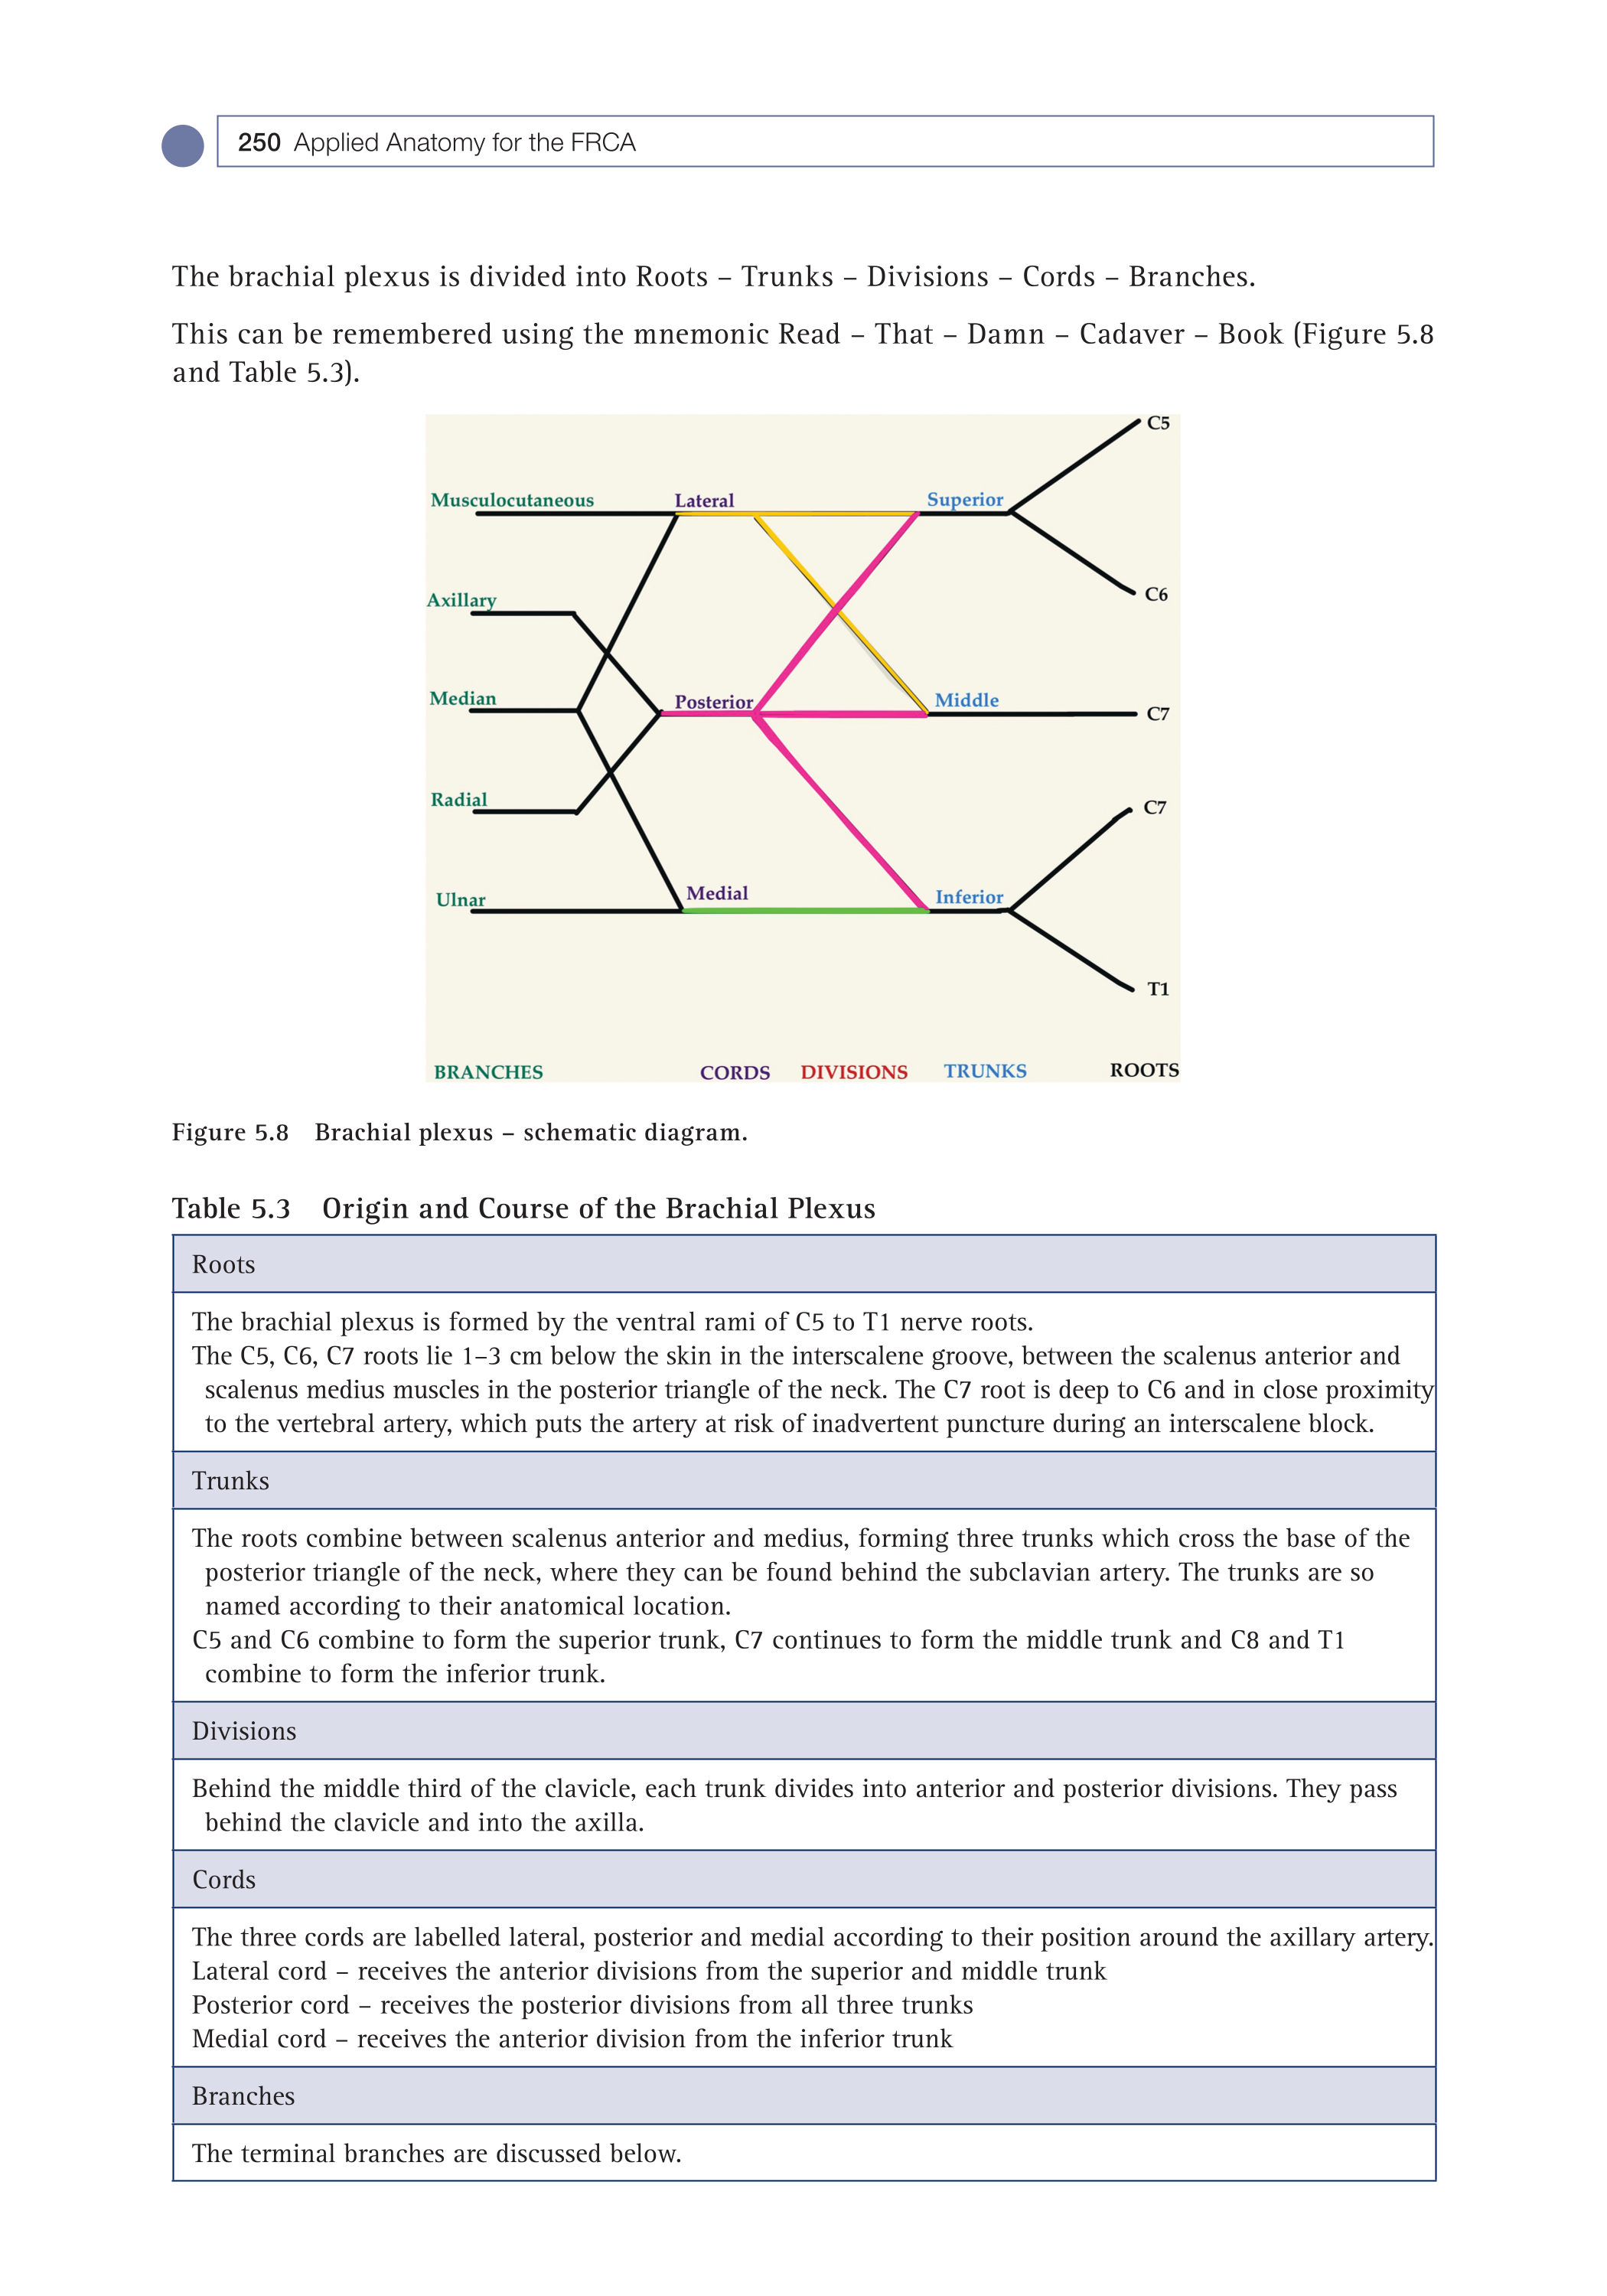 250 Applied Anatomy for the FRCA
The brachial plexus is divided into Roots – Trunks – Divisions – Cords – Branches.
This can be remembered using the mnemonic Read – That – Damn – Cadaver – Book (Figure 5.8
and Table 5.3).
C5
Musculocutaneous Lateral Superior
Axillary C6
Median Posterior Middle C7
Radial C7
Ulnar Medial Inferior
T1
BRANCHES CORDS DIVISIONS TRUNKS ROOTS
Figure 5.8 Brachial plexus – schematic diagram.
Table 5.3 Origin and Course of the Brachial Plexus
Roots
The brachial plexus is formed by the ventral rami of C5 to T1 nerve roots.
The C5, C6, C7 roots lie 1–3 cm below the skin in the interscalene groove, between the scalenus anterior and
scalenus medius muscles in the posterior triangle of the neck. The C7 root is deep to C6 and in close proximity
to the vertebral artery, which puts the artery at risk of inadvertent puncture during an interscalene block.
Trunks
The roots combine between scalenus anterior and medius, forming three trunks which cross the base of the
posterior triangle of the neck, where they can be found behind the subclavian artery. The trunks are so
named according to their anatomical location.
C5 and C6 combine to form the superior trunk, C7 continues to form the middle trunk and C8 and T1
combine to form the inferior trunk.
Divisions
Behind the middle third of the clavicle, each trunk divides into anterior and posterior divisions. They pass
behind the clavicle and into the axilla.
Cords
The three cords are labelled lateral, posterior and medial according to their position around the axillary artery.
Lateral cord – receives the anterior divisions from the superior and middle trunk
Posterior cord – receives the posterior divisions from all three trunks
Medial cord – receives the anterior division from the inferior trunk
Branches
The terminal branches are discussed below.